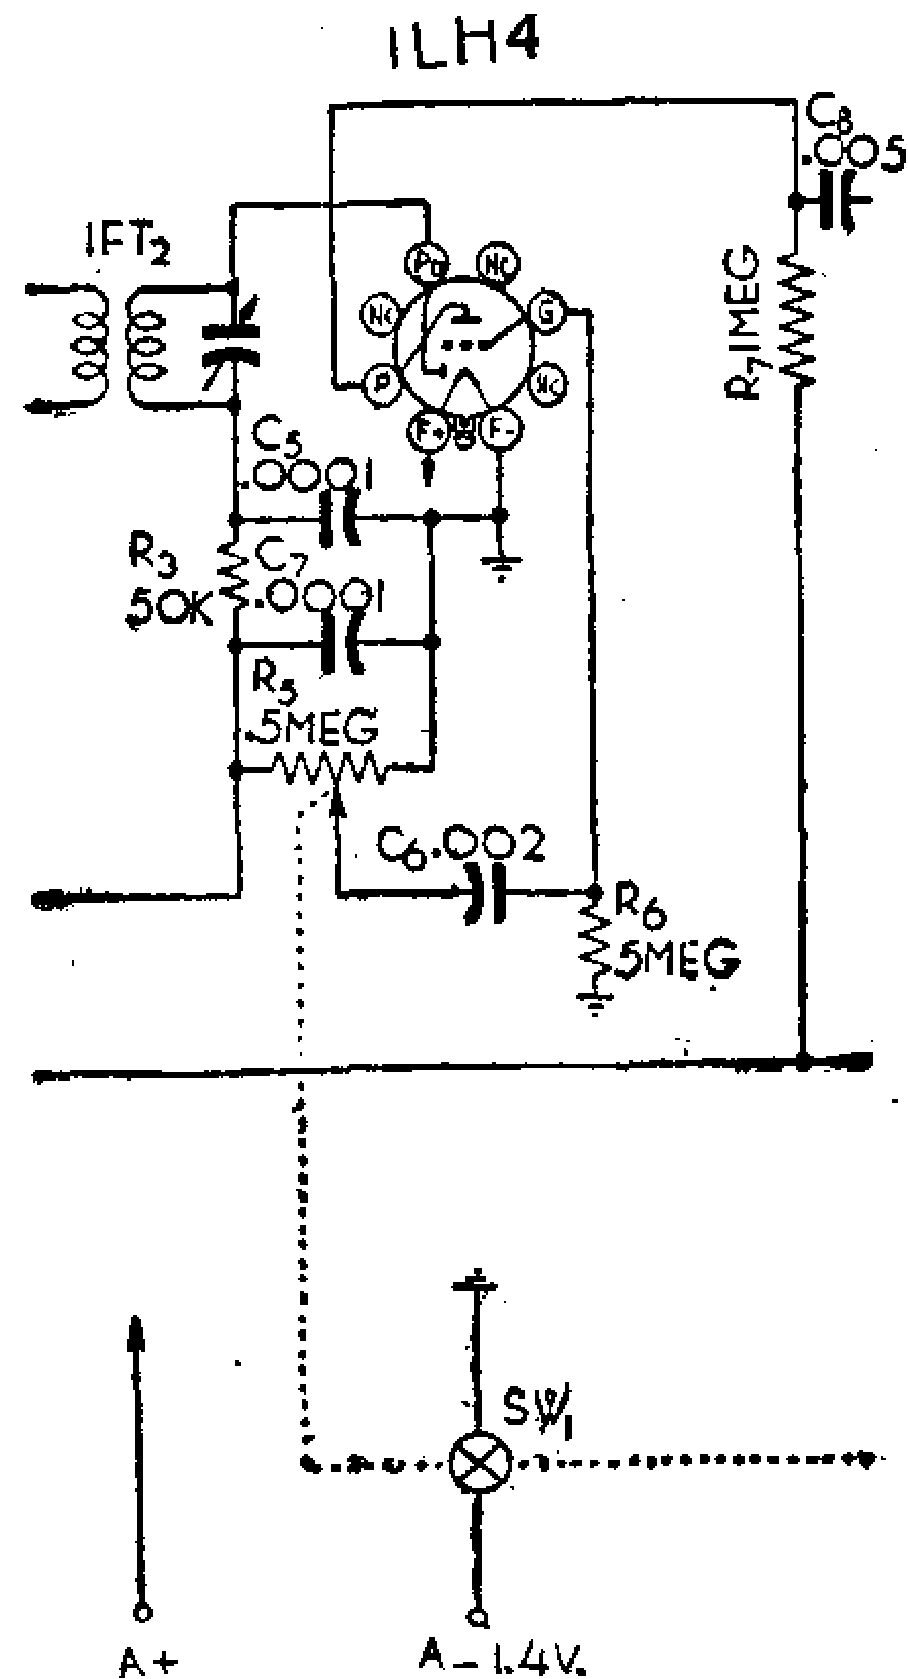 1LH4
C8
.005
IFT2
PD
NC
NC
G
P
NC
F+
F-
R7 1MEG
C5
.0001
R3
50K
C7
.0001
R5
.5MEG
C6 .002
R6
5MEG
SW1
A+
A- 1.4V.